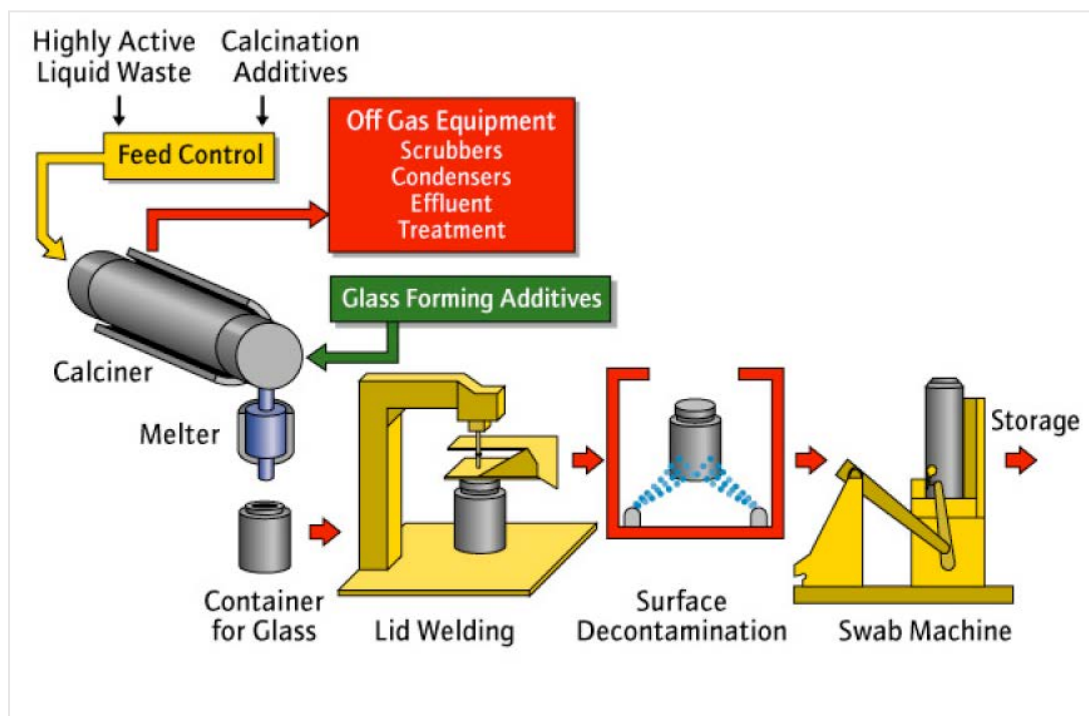 Highly Active
Liquid Waste
Calcination
Additives
Feed Control
Off Gas Equipment
Scrubbers
Condensers
Effluent
Treatment
Glass Forming Additives
Calciner
Melter
Storage
Container
for Glass
Lid Welding
Surface
Decontamination
Swab Machine